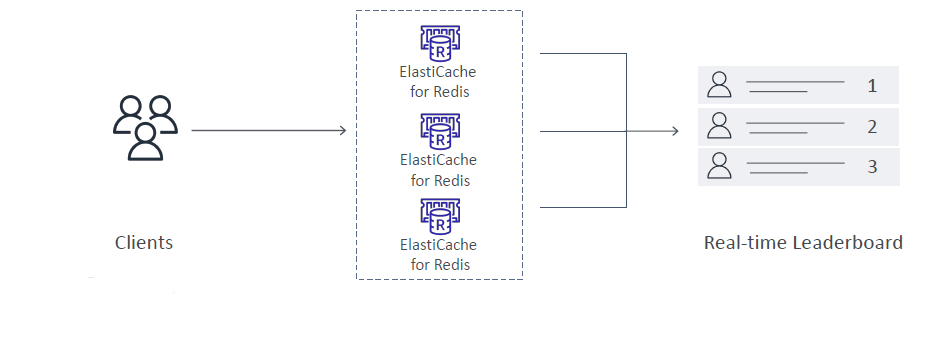 R
ElastiCache
for Redis
1
2
R
ElastiCache
for Redis
3
R
ElastiCache
for Redis
Clients
Real-time Leaderboard